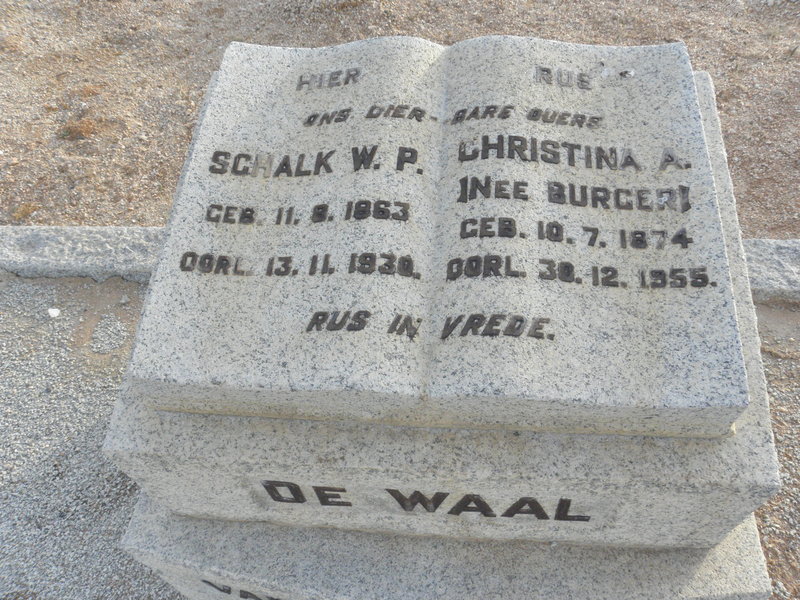 HIER RUS
ONS DIER-BARE OUERS
SCHALK W. P.
GEB. 11. 8. 1863
OORL. 13. 11. 1930.
CHRISTINA A.
(NEE BURGER)
GEB. 10. 7. 1874
OORL. 30. 12. 1955.
RUS IN VREDE.
DE WAAL